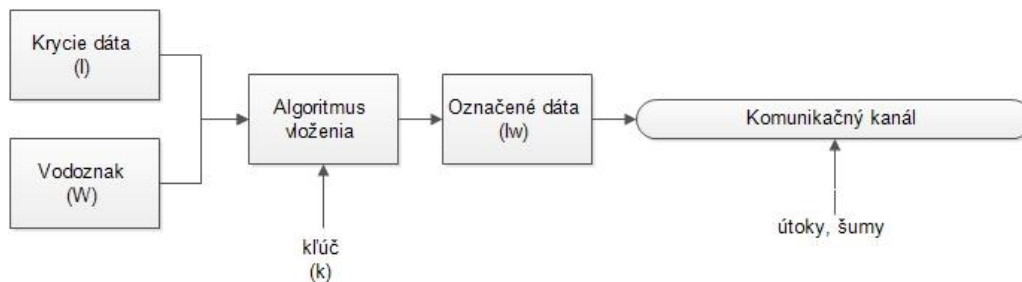 Krycie dáta
(I)
Vodoznak
(W)
Algoritmus
vloženia
kľúč
(k)
Označené dáta
(Iw)
Komunikačný kanál
útoky, šumy